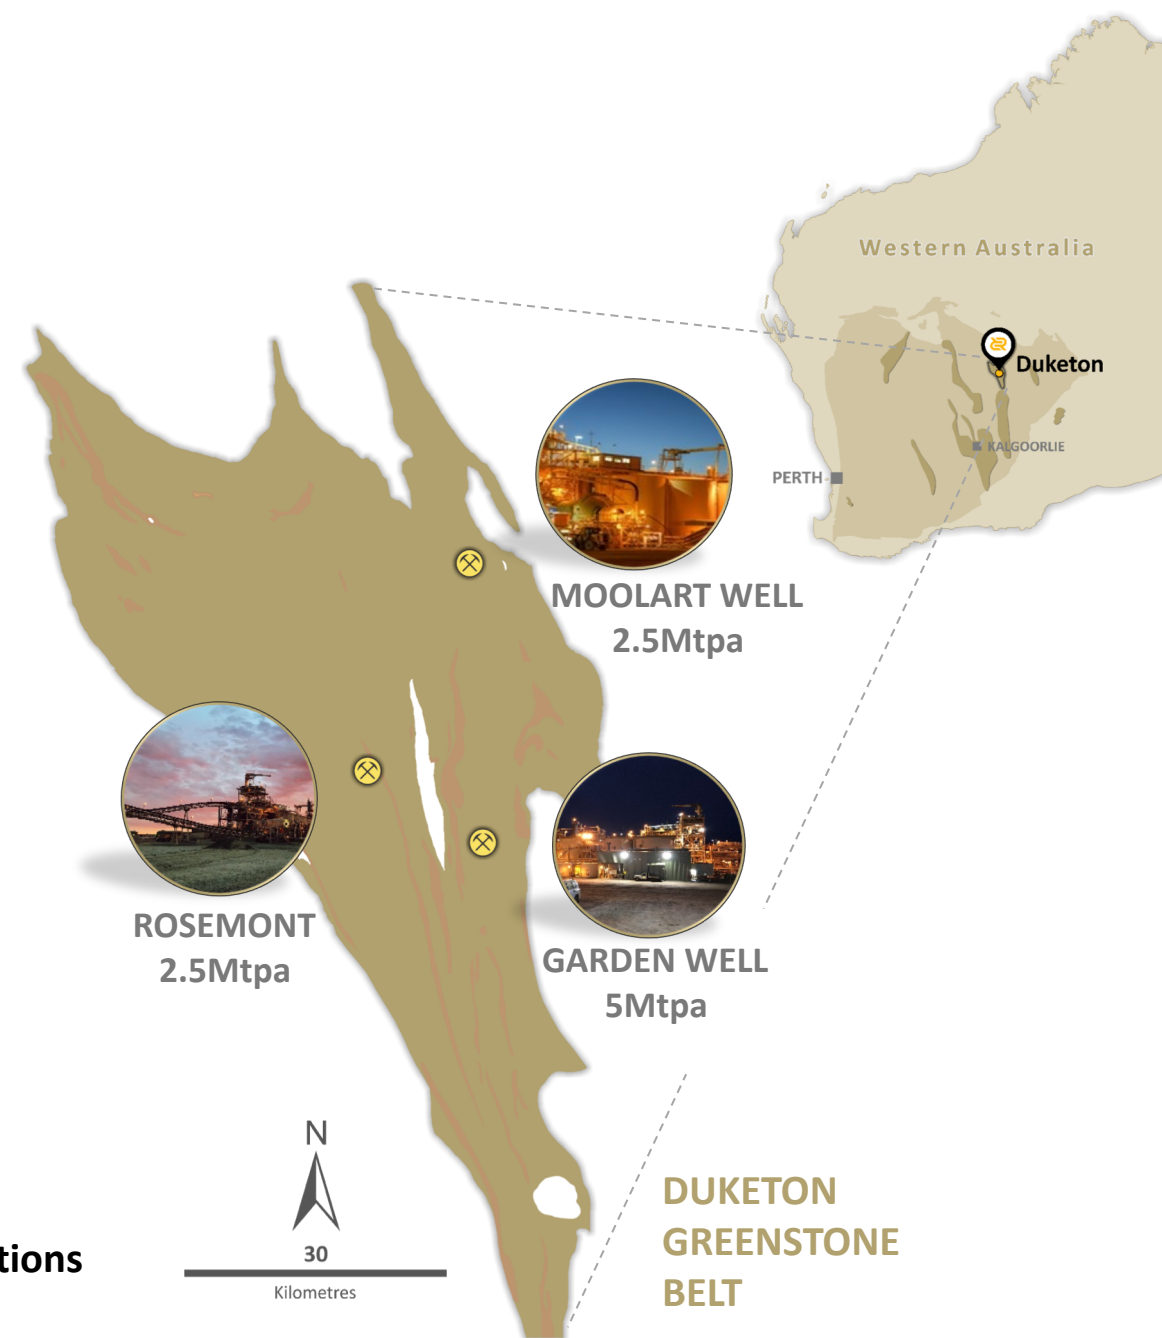 Western Australia
Duketon
KALGOORLIE
PERTH
MOOLART WELL
2.5Mtpa
ROSEMONT
2.5Mtpa
GARDEN WELL
5Mtpa
N
30
Kilometres
DUKETON
GREENSTONE
BELT
tions